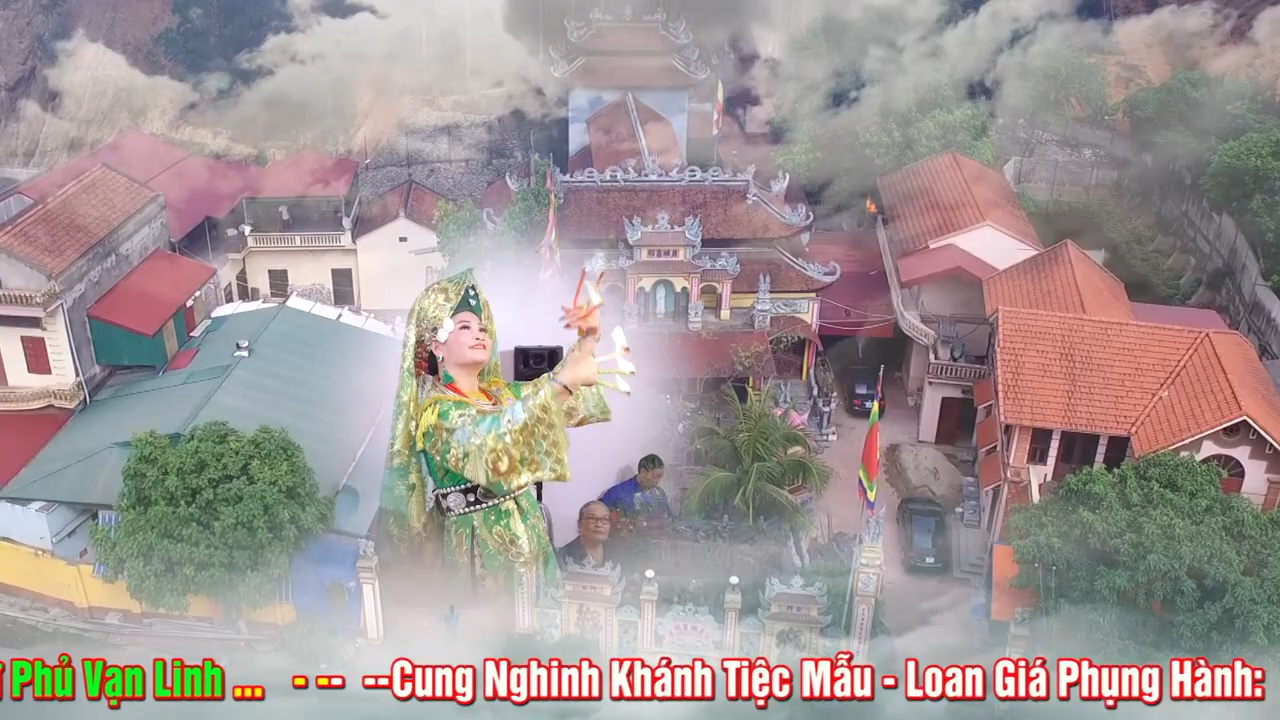 Phủ Vạn Linh ... - -- --Cung Nghinh Khánh Tiệc Mẫu - Loan Giá Phụng Hành: